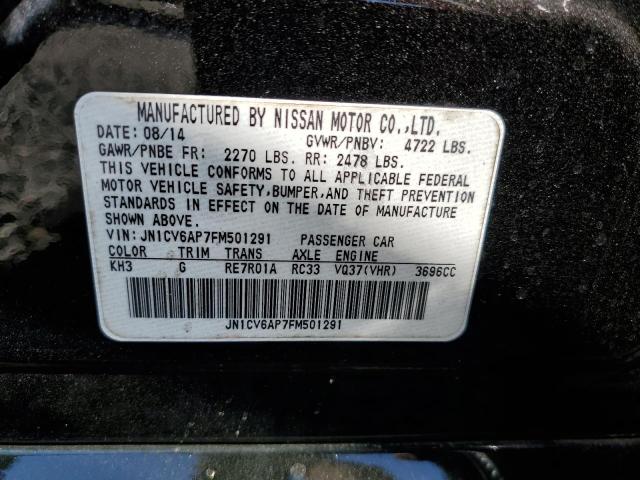 MANUFACTURED BY NISSAN MOTOR CO.,LTD.
DATE: 08/14 GVWR/PNBV: 4722 LBS.
GAWR/PNBE FR: 2270 LBS. RR: 2478 LBS.
THIS VEHICLE CONFORMS TO ALL APPLICABLE FEDERAL
MOTOR VEHICLE SAFETY,BUMPER,AND THEFT PREVENTION
STANDARDS IN EFFECT ON THE DATE OF MANUFACTURE
SHOWN ABOVE.
VIN: JN1CV6AP7FM501291 PASSENGER CAR
COLOR TRIM TRANS AXLE ENGINE
KH3 G RE7R01A RC33 VQ37(VHR) 3696CC
JN1CV6AP7FM501291